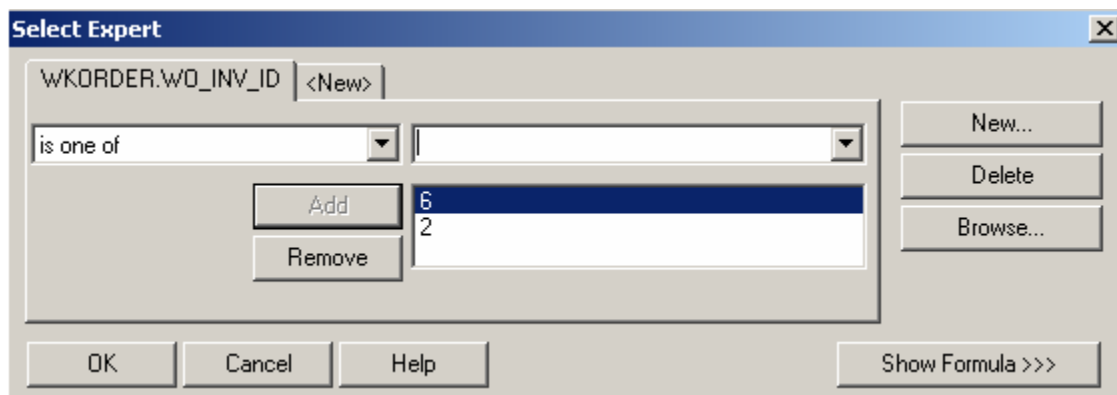 Select Expert
WKORDER.WO_INV_ID <New>
is one of
New...
Add
6
Delete
2
Browse...
Remove
OK Cancel Help Show Formula >>>